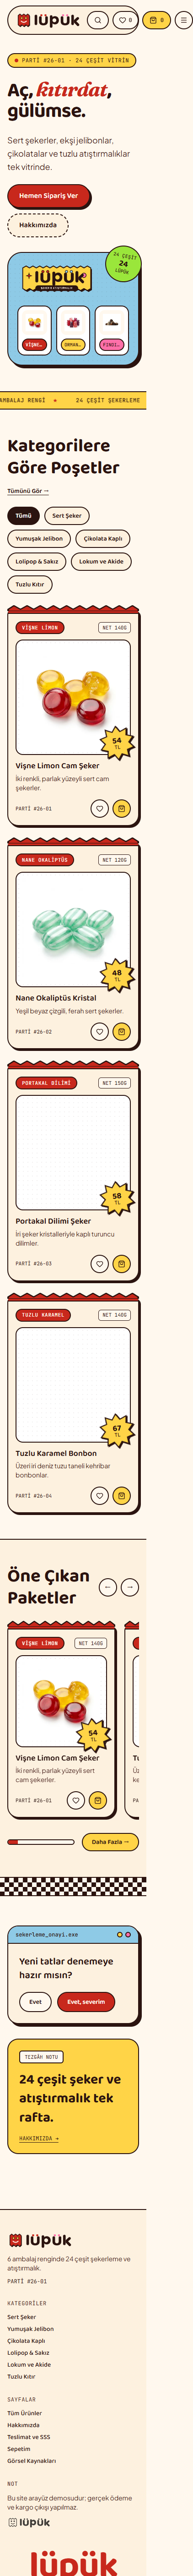 lüpük
0
0
PARTİ #26-01 · 24 ÇEŞİT VİTRİN
Aç, kıtırdat,
gülümse.
Sert şekerler, ekşi jelibonlar,
çikolatalar ve tuzlu atıştırmalıklar
tek vitrinde.
Hemen Sipariş Ver
Hakkımızda
24 ÇEŞİT
24
LÜPÜK
lüpük
VİŞNE…
ORMAN…
AMBALAJ RENGİ
24 ÇEŞİT ŞEKERLEME
Kategorilere
Göre Poşetler
Tümünü Gör →
Tümü
Sert Şeker
Yumuşak Jelibon
Çikolata Kaplı
Lolipop & Sakız
Lokum ve Akide
Tuzlu Kıtır
VİŞNE LİMON
NET 140G
54
TL
Vişne Limon Cam Şeker
İki renkli, parlak yüzeyli sert cam
şekerler.
PARTİ #26-01
NANE OKALİPTÜS
NET 120G
48
TL
Nane Okaliptüs Kristal
Yeşil beyaz çizgili, ferah sert şekerler.
PARTİ #26-02
PORTAKAL DİLİMİ
NET 150G
58
TL
Portakal Dilimi Şeker
İri şeker kristalleriyle kaplı turuncu
dilimler.
PARTİ #26-03
TUZLU KARAMEL
NET 140G
67
TL
Tuzlu Karamel Bonbon
Üzeri iri deniz tuzu taneli kehribar
bonbonlar.
PARTİ #26-04
Öne Çıkan
Paketler
←
→
VİŞNE LİMON
NET 140G
54
TL
Vişne Limon Cam Şeker
İki renkli, parlak yüzeyli sert
cam şekerler.
PARTİ #26-01
Daha Fazla →
sekerleme_onayi.exe
Yeni tatlar denemeye
hazır mısın?
Evet
Evet, severim
TEZGÂH NOTU
24 çeşit şeker ve
atıştırmalık tek
rafta.
HAKKIMIZDA →
lüpük
6 ambalaj renginde 24 çeşit şekerleme ve
atıştırmalık.
PARTİ #26-01
KATEGORİLER
Sert Şeker
Yumuşak Jelibon
Çikolata Kaplı
Lolipop & Sakız
Lokum ve Akide
Tuzlu Kıtır
SAYFALAR
Tüm Ürünler
Hakkımızda
Teslimat ve SSS
Sepetim
Görsel Kaynakları
NOT
Bu site arayüz demosudur; gerçek ödeme
ve kargo çıkışı yapılmaz.
lüpük
lüpük